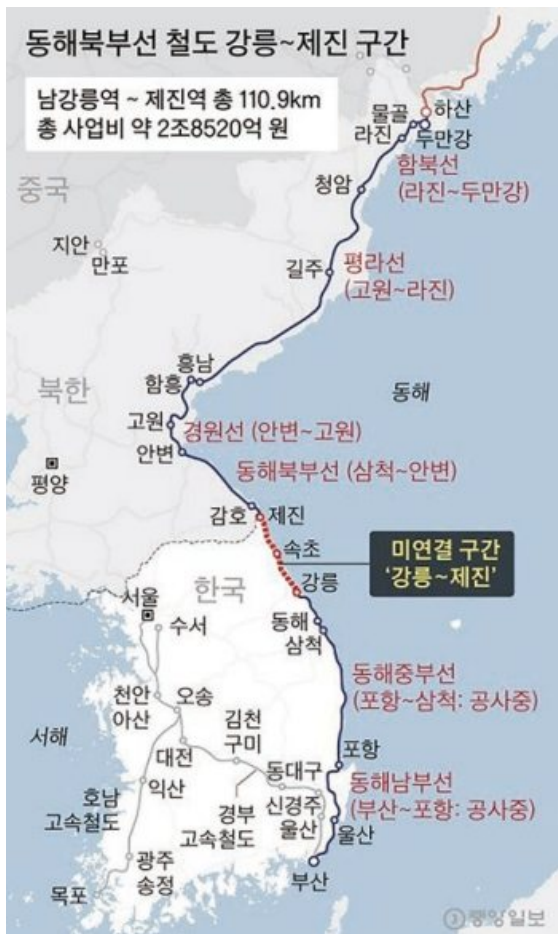 동해북부선 철도 강릉~제진 구간
남강릉역 ~ 제진역 총 110.9km
총 사업비 약 2조8520억 원
하산
물골
라진
두만강
함북선
(라진~두만강)
중국
청암
지안
만포
길주
평라선
(고원~라진)
흥남
함흥
북한
동해
고원
경원선 (안변~고원)
안변
동해북부선 (삼척~안변)
평양
감호
제진
속초
미연결 구간
‘강릉~제진’
한국
강릉
서울
수서
동해
삼척
천안
아산
오송
동해중부선
(포항~삼척: 공사중)
서해
김천
구미
대전
포항
동대구
익산
호남
고속철도
경부
고속철도
신경주
울산
동해남부선
(부산~포항: 공사중)
울산
광주
송정
부산
목포
중앙일보